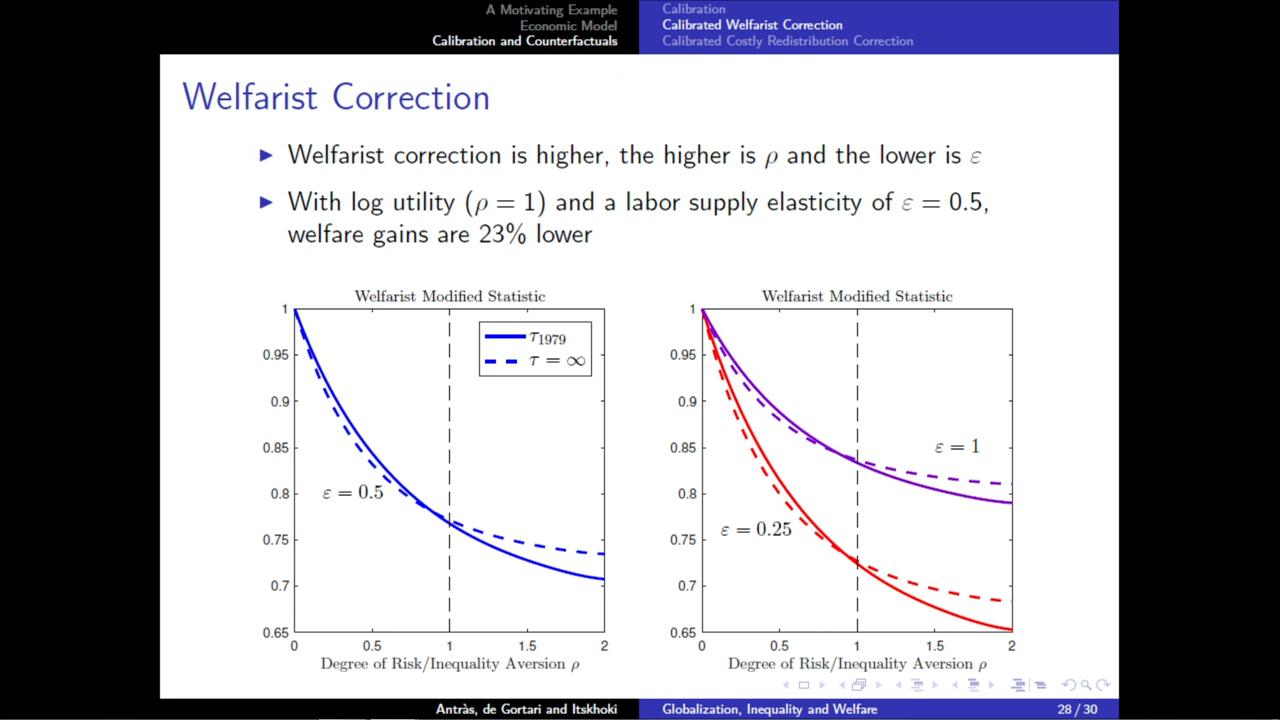 A Motivating Example
Economic Model
Calibration and Counterfactuals
Calibration
Calibrated Welfarist Correction
Calibrated Costly Redistribution Correction
Welfarist Correction
Welfarist correction is higher, the higher is ρ and the lower is ε
With log utility (ρ = 1) and a labor supply elasticity of ε = 0.5,
welfare gains are 23% lower
Welfarist Modified Statistic
1
0.95
0.9
0.85
0.8
0.75
0.7
0.65
τ1979
τ = ∞
ε = 0.5
0 0.5 1 1.5 2
Degree of Risk/Inequality Aversion ρ
Welfarist Modified Statistic
1
0.95
0.9
0.85
0.8
0.75
0.7
0.65
ε = 1
ε = 0.25
0 0.5 1 1.5 2
Degree of Risk/Inequality Aversion ρ
Antràs, de Gortari and Itskhoki
Globalization, Inequality and Welfare
28 / 30